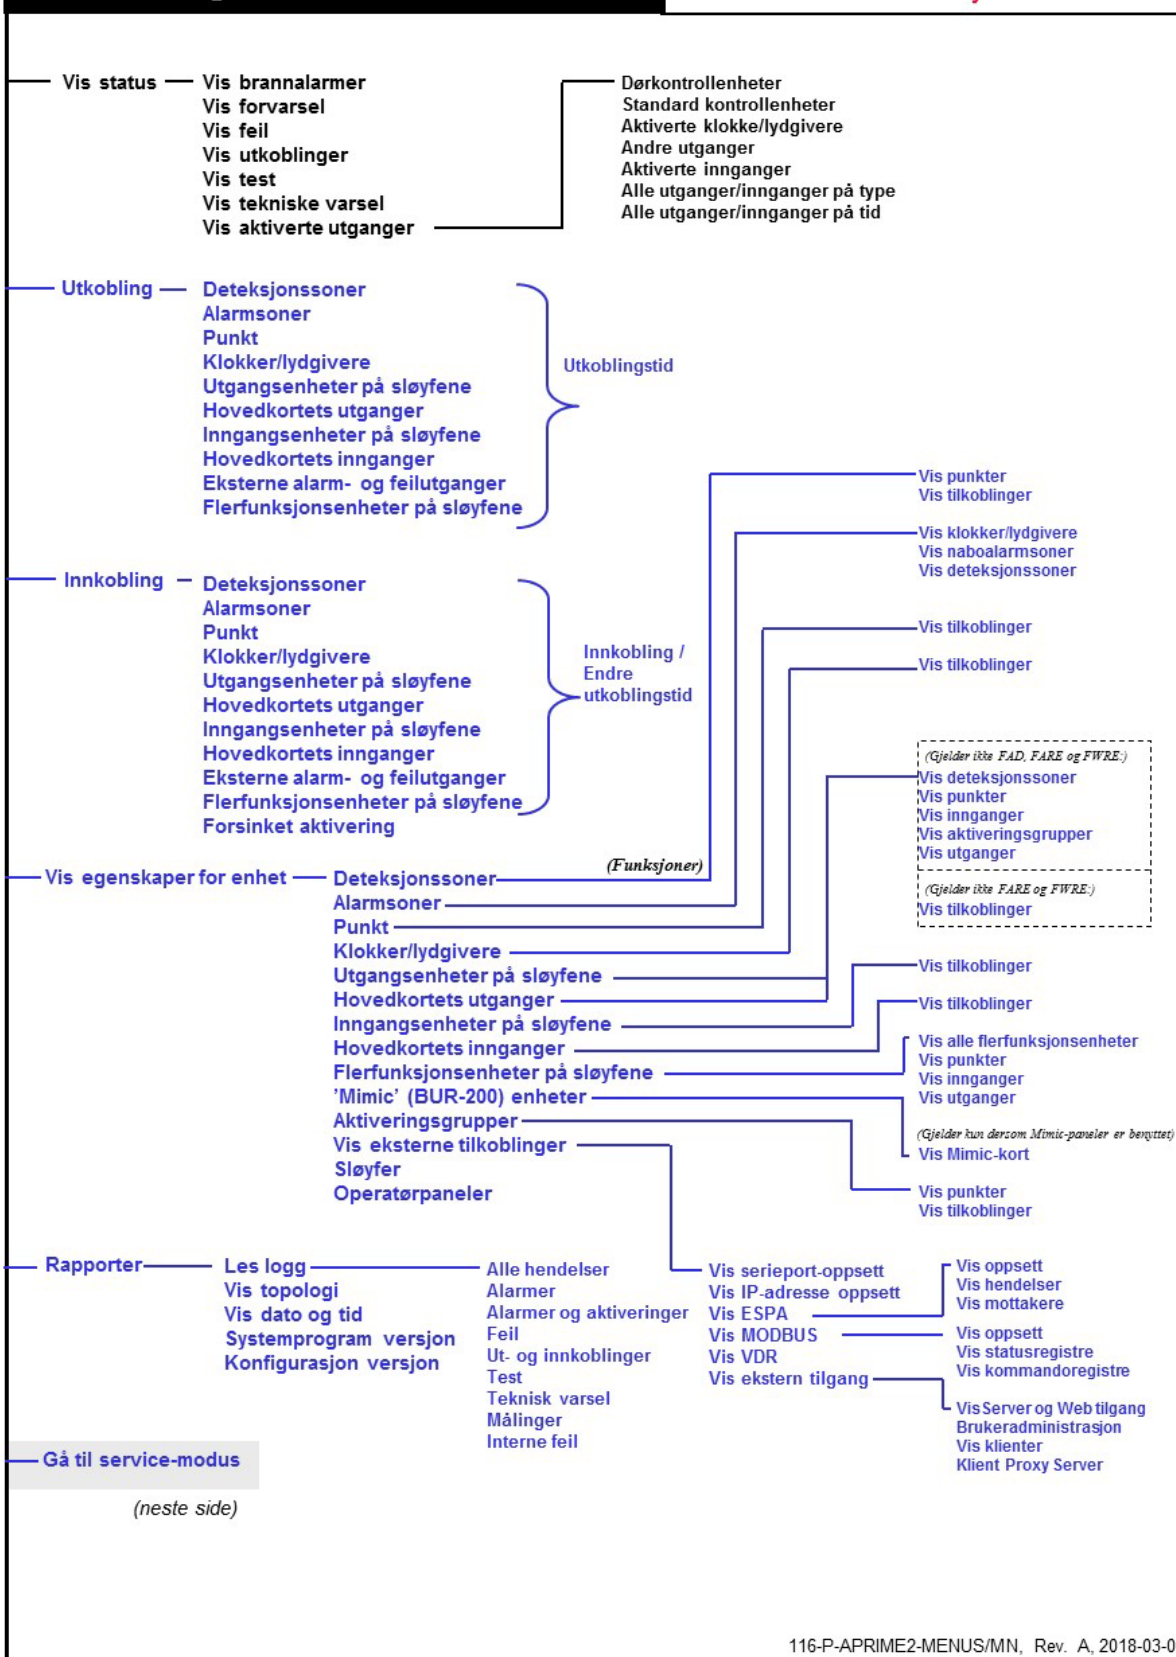 Vis status
Vis brannalarmer
Vis forvarsel
Vis feil
Vis utkoblinger
Vis test
Vis tekniske varsel
Vis aktiverte utganger
Dørkontrollenheter
Standard kontrollenheter
Aktiverte klokke/lydgivere
Andre utganger
Aktiverte innganger
Alle utganger/innganger på type
Alle utganger/innganger på tid
Utkobling
Deteksjonssoner
Alarmsoner
Punkt
Klokker/lydgivere
Utgangsenheter på sløyfene
Hovedkortets utganger
Inngangsenheter på sløyfene
Hovedkortets innganger
Eksterne alarm- og feilutganger
Flerfunksjonsenheter på sløyfene
Utkoblingstid
Innkobling
Deteksjonssoner
Alarmsoner
Punkt
Klokker/lydgivere
Utgangsenheter på sløyfene
Hovedkortets utganger
Inngangsenheter på sløyfene
Hovedkortets innganger
Eksterne alarm- og feilutganger
Flerfunksjonsenheter på sløyfene
Forsinket aktivering
Innkobling /
Endre
utkoblingstid
Vis egenskaper for enhet
(Funksjoner)
Deteksjonssoner
Alarmsoner
Punkt
Klokker/lydgivere
Utgangsenheter på sløyfene
Hovedkortets utganger
Inngangsenheter på sløyfene
Hovedkortets innganger
Flerfunksjonsenheter på sløyfene
'Mimic' (BUR-200) enheter
Aktiveringsgrupper
Vis eksterne tilkoblinger
Sløyfer
Operatørpaneler
Vis punkter
Vis tilkoblinger
Vis klokker/lydgivere
Vis naboalarmsoner
Vis deteksjonssoner
Vis tilkoblinger
Vis tilkoblinger
(Gjelder ikke FAD, FARE og FWRE:)
Vis deteksjonssoner
Vis punkter
Vis innganger
Vis aktiveringsgrupper
Vis utganger
(Gjelder ikke FARE og FWRE:)
Vis tilkoblinger
Vis tilkoblinger
Vis tilkoblinger
Vis alle flerfunksjonsenheter
Vis punkter
Vis innganger
Vis utganger
(Gjelder kun dersom Mimic-paneler er benyttet)
Vis Mimic-kort
Vis punkter
Vis tilkoblinger
Rapporter
Les logg
Vis topologi
Vis dato og tid
Systemprogram versjon
Konfigurasjon versjon
Alle hendelser
Alarmer
Alarmer og aktiveringer
Feil
Ut- og innkoblinger
Test
Teknisk varsel
Målinger
Interne feil
Vis serieport-oppsett
Vis IP-adresse oppsett
Vis ESPA
Vis MODBUS
Vis VDR
Vis ekstern tilgang
Vis oppsett
Vis hendelser
Vis mottakere
Vis oppsett
Vis statusregistre
Vis kommandoregistre
Vis Server og Web tilgang
Brukeradministrasjon
Vis klienter
Klient Proxy Server
Gå til service-modus
(neste side)
116-P-APRIME2-MENUS/MN, Rev. A, 2018-03-0